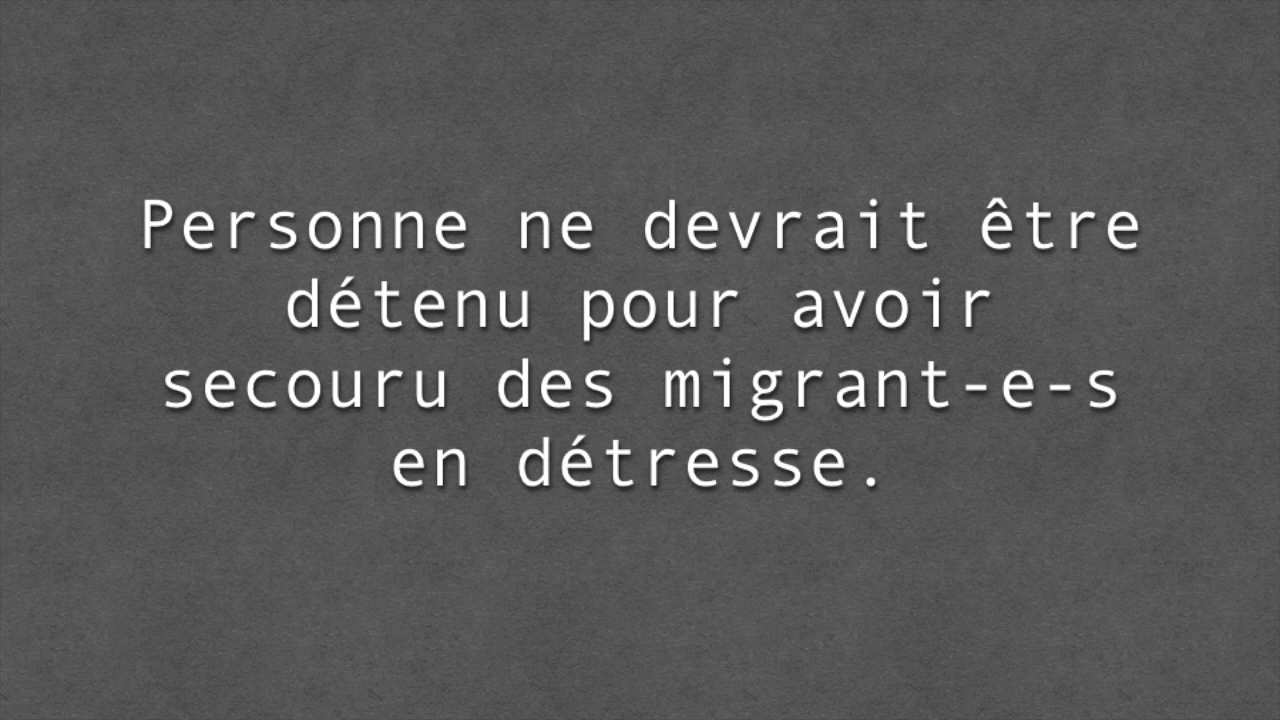 Personne ne devrait être
détenu pour avoir
secouru des migrant-e-s
en détresse.